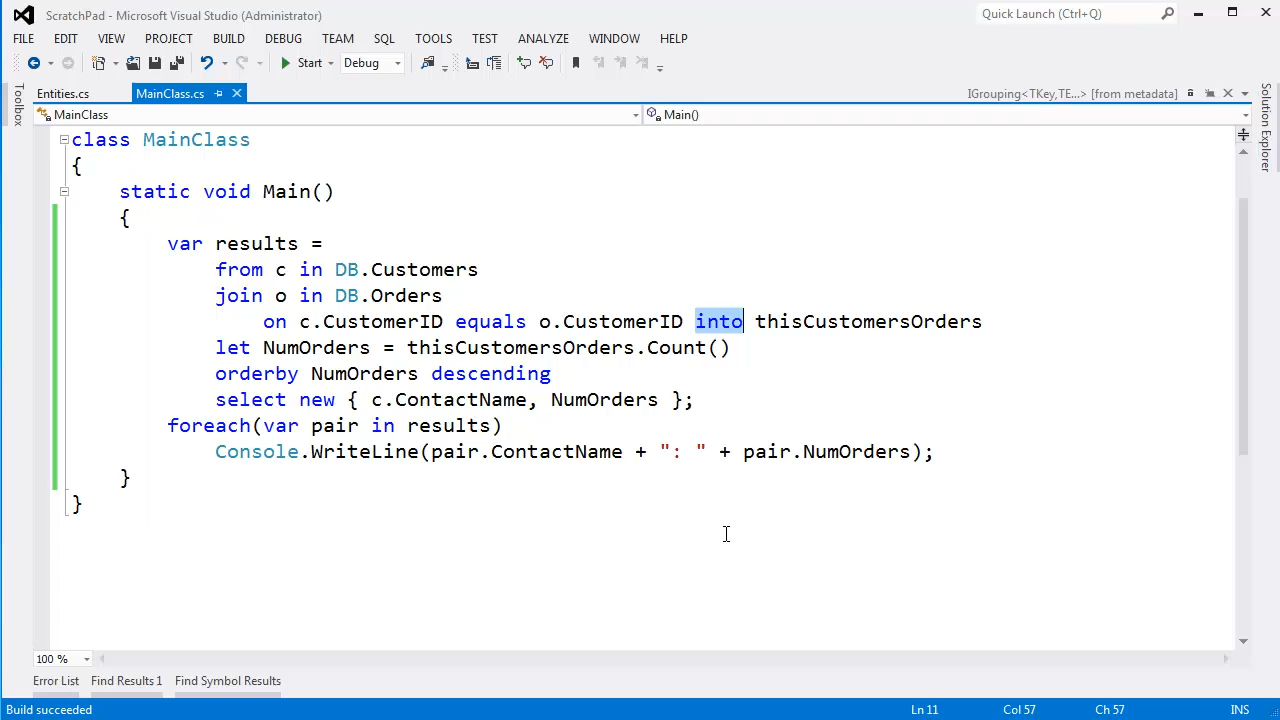 ScratchPad - Microsoft Visual Studio (Administrator)
Quick Launch (Ctrl+Q)
FILE EDIT VIEW PROJECT BUILD DEBUG TEAM SQL TOOLS TEST ANALYZE WINDOW HELP
Start Debug
Toolbox
Entities.cs MainClass.cs IGrouping<TKey,TE...> [from metadata]
Solution Explorer
MainClass Main()
class MainClass
{
static void Main()
{
var results =
from c in DB.Customers
join o in DB.Orders
on c.CustomerID equals o.CustomerID into thisCustomersOrders
let NumOrders = thisCustomersOrders.Count()
orderby NumOrders descending
select new { c.ContactName, NumOrders };
foreach(var pair in results)
Console.WriteLine(pair.ContactName + ": " + pair.NumOrders);
}
}
100 %
Error List Find Results 1 Find Symbol Results
Build succeeded Ln 11 Col 57 Ch 57 INS